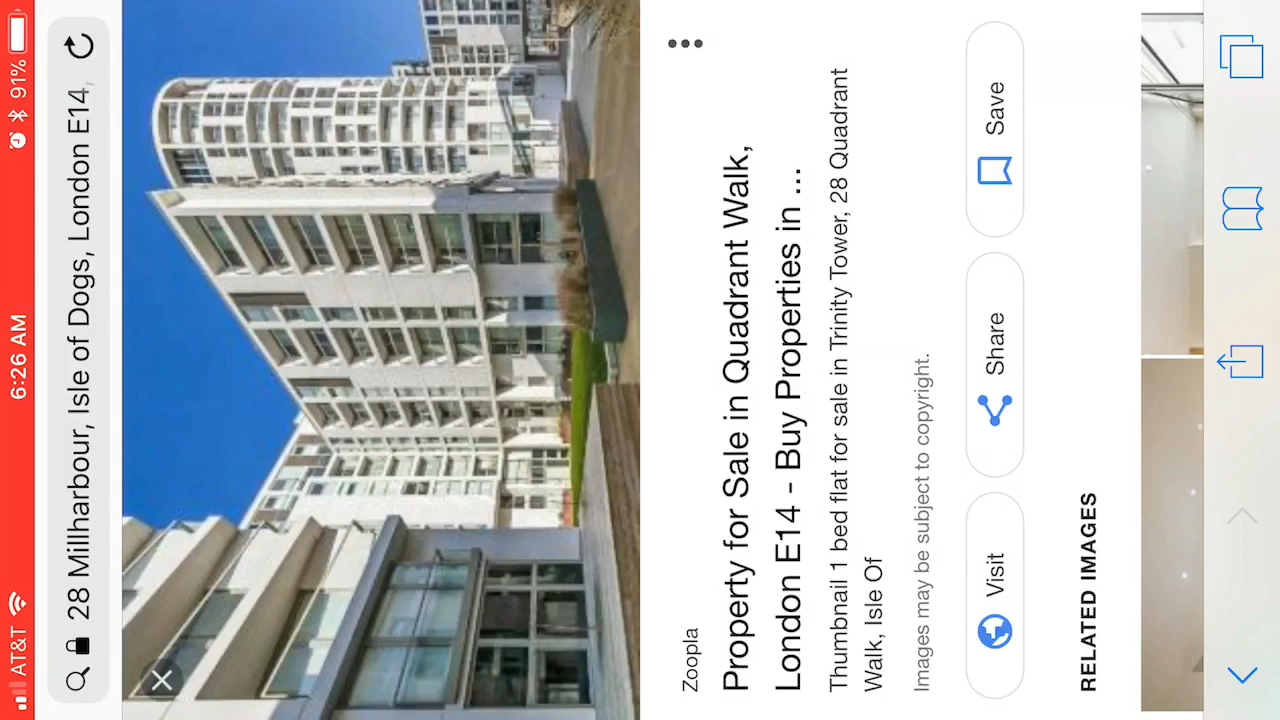 AT&T 6:26 AM 91%
28 Millharbour, Isle of Dogs, London E14,
Zoopla
Property for Sale in Quadrant Walk,
London E14 - Buy Properties in ...
Thumbnail 1 bed flat for sale in Trinity Tower, 28 Quadrant
Walk, Isle Of
Images may be subject to copyright.
Visit Share Save
RELATED IMAGES